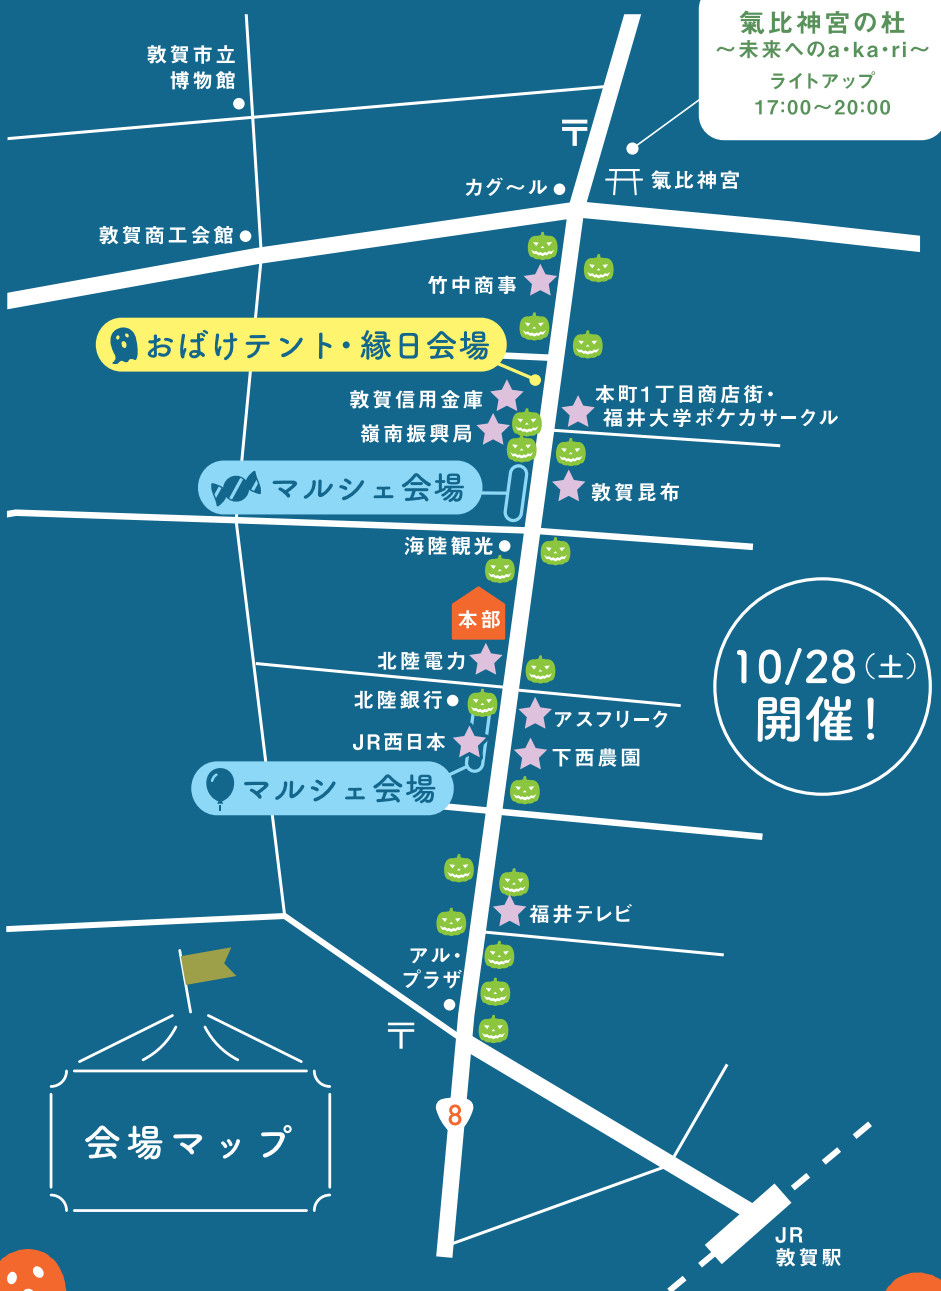 氣比神宮の杜
〜未来へのa・ka・ri〜
ライトアップ
17:00〜20:00
敦賀市立
博物館
〒
カグ〜ル
氣比神宮
敦賀商工会館
竹中商事
おばけテント・縁日会場
敦賀信用金庫
本町1丁目商店街・
福井大学ポケカサークル
嶺南振興局
マルシェ会場
敦賀昆布
海陸観光
本部
北陸電力
10/28（土）
開催！
北陸銀行
アスフリーク
JR西日本
下西農園
マルシェ会場
福井テレビ
アル・
プラザ
〒
8
会場マップ
JR
敦賀駅